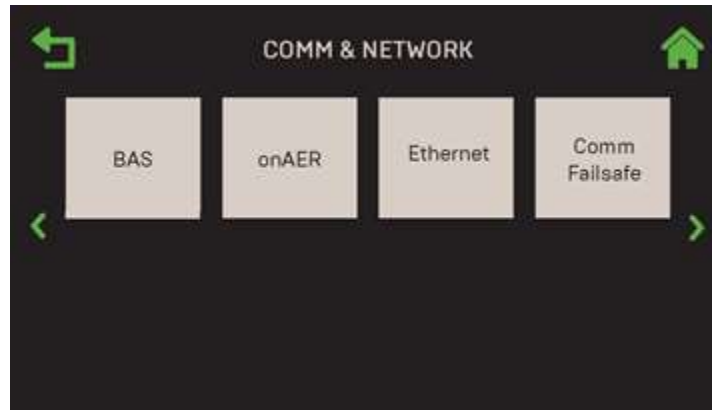 COMM & NETWORK
BAS
onAER
Ethernet
Comm
Failsafe